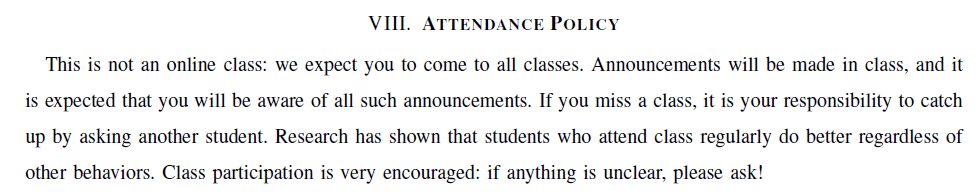 VIII. ATTENDANCE POLICY
This is not an online class: we expect you to come to all classes. Announcements will be made in class, and it
is expected that you will be aware of all such announcements. If you miss a class, it is your responsibility to catch
up by asking another student. Research has shown that students who attend class regularly do better regardless of
other behaviors. Class participation is very encouraged: if anything is unclear, please ask!